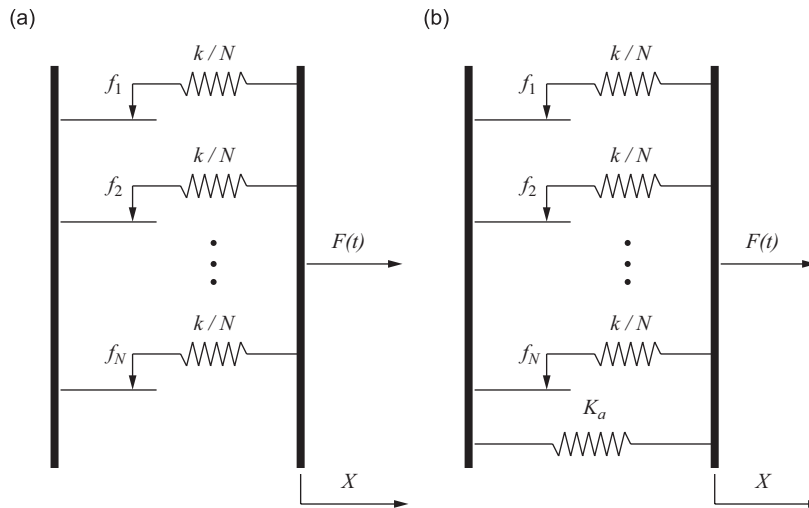 (a)
k / N
f1
k / N
f2
F(t)
k / N
fN
X
(b)
k / N
f1
k / N
f2
F(t)
k / N
fN
Ka
X